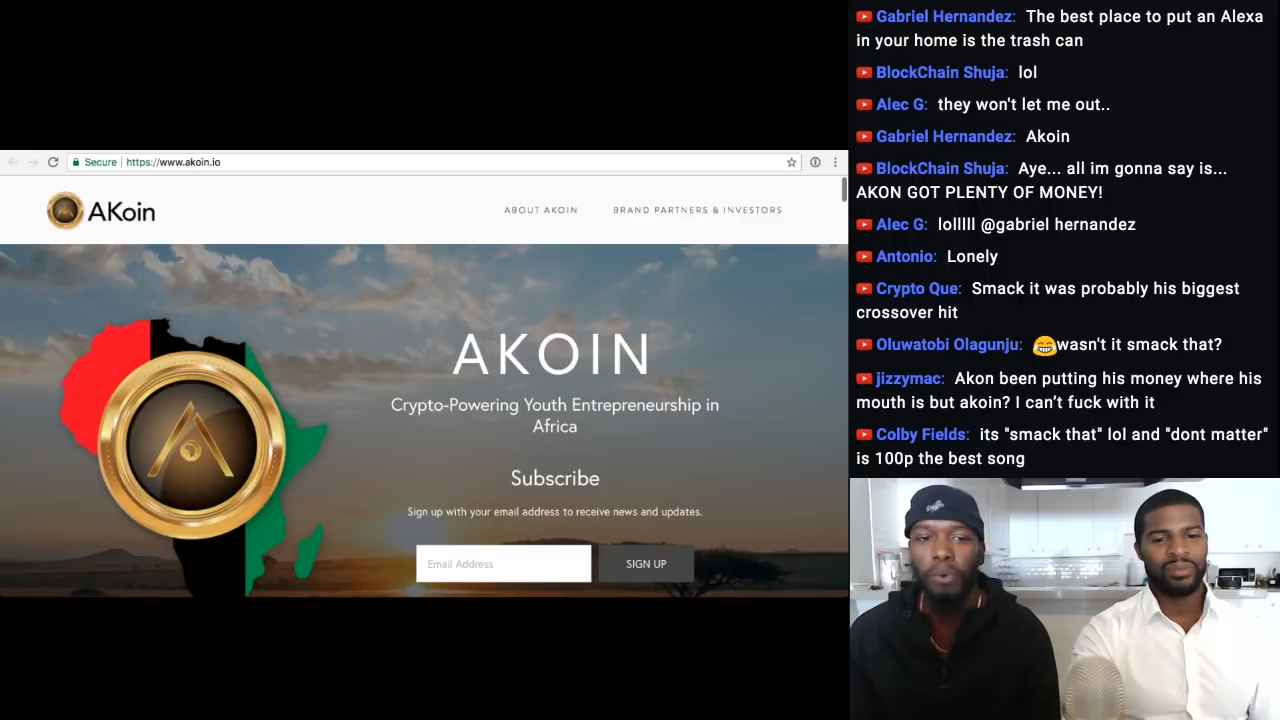 Secure https://www.akoin.io
AKoin
ABOUT AKOIN
BRAND PARTNERS & INVESTORS
AKOIN
Crypto-Powering Youth Entrepreneurship in
Africa
Subscribe
Sign up with your email address to receive news and updates.
Email Address
SIGN UP
Gabriel Hernandez: The best place to put an Alexa
in your home is the trash can
BlockChain Shuja: lol
Alec G: they won't let me out..
Gabriel Hernandez: Akoin
BlockChain Shuja: Aye... all im gonna say is...
AKON GOT PLENTY OF MONEY!
Alec G: lolllll @gabriel hernandez
Antonio: Lonely
Crypto Que: Smack it was probably his biggest
crossover hit
Oluwatobi Olagunju: 😂wasn't it smack that?
jizzymac: Akon been putting his money where his
mouth is but akoin? I can’t fuck with it
Colby Fields: its "smack that" lol and "dont matter"
is 100p the best song